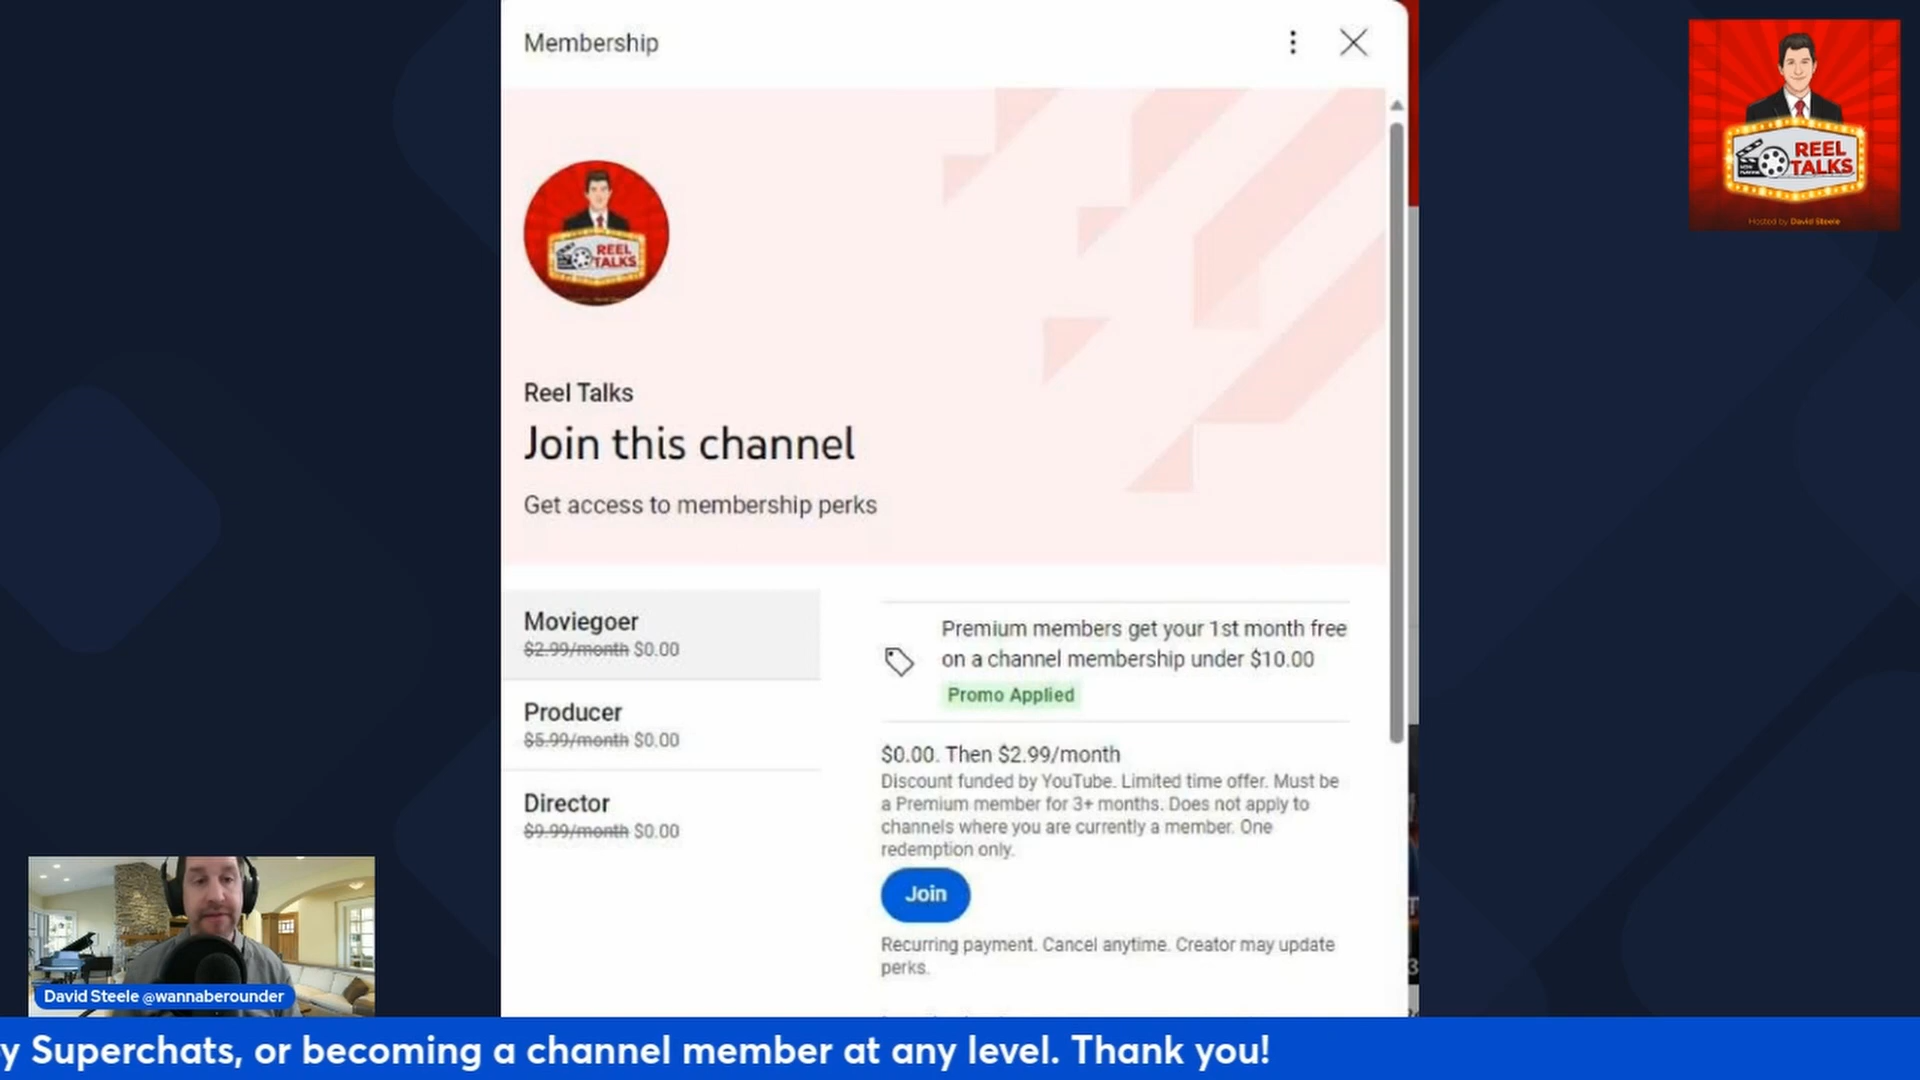 Membership
REEL
TALKS
Hosted by David Steele
REEL
TALKS
Reel Talks
Join this channel
Get access to membership perks
Moviegoer
$2.99/month $0.00
Producer
$5.99/month $0.00
Director
$9.99/month $0.00
Premium members get your 1st month free
on a channel membership under $10.00
Promo Applied
$0.00. Then $2.99/month
Discount funded by YouTube. Limited time offer. Must be
a Premium member for 3+ months. Does not apply to
channels where you are currently a member. One
redemption only.
Join
Recurring payment. Cancel anytime. Creator may update
perks.
David Steele @wannaberounder
y Superchats, or becoming a channel member at any level. Thank you!